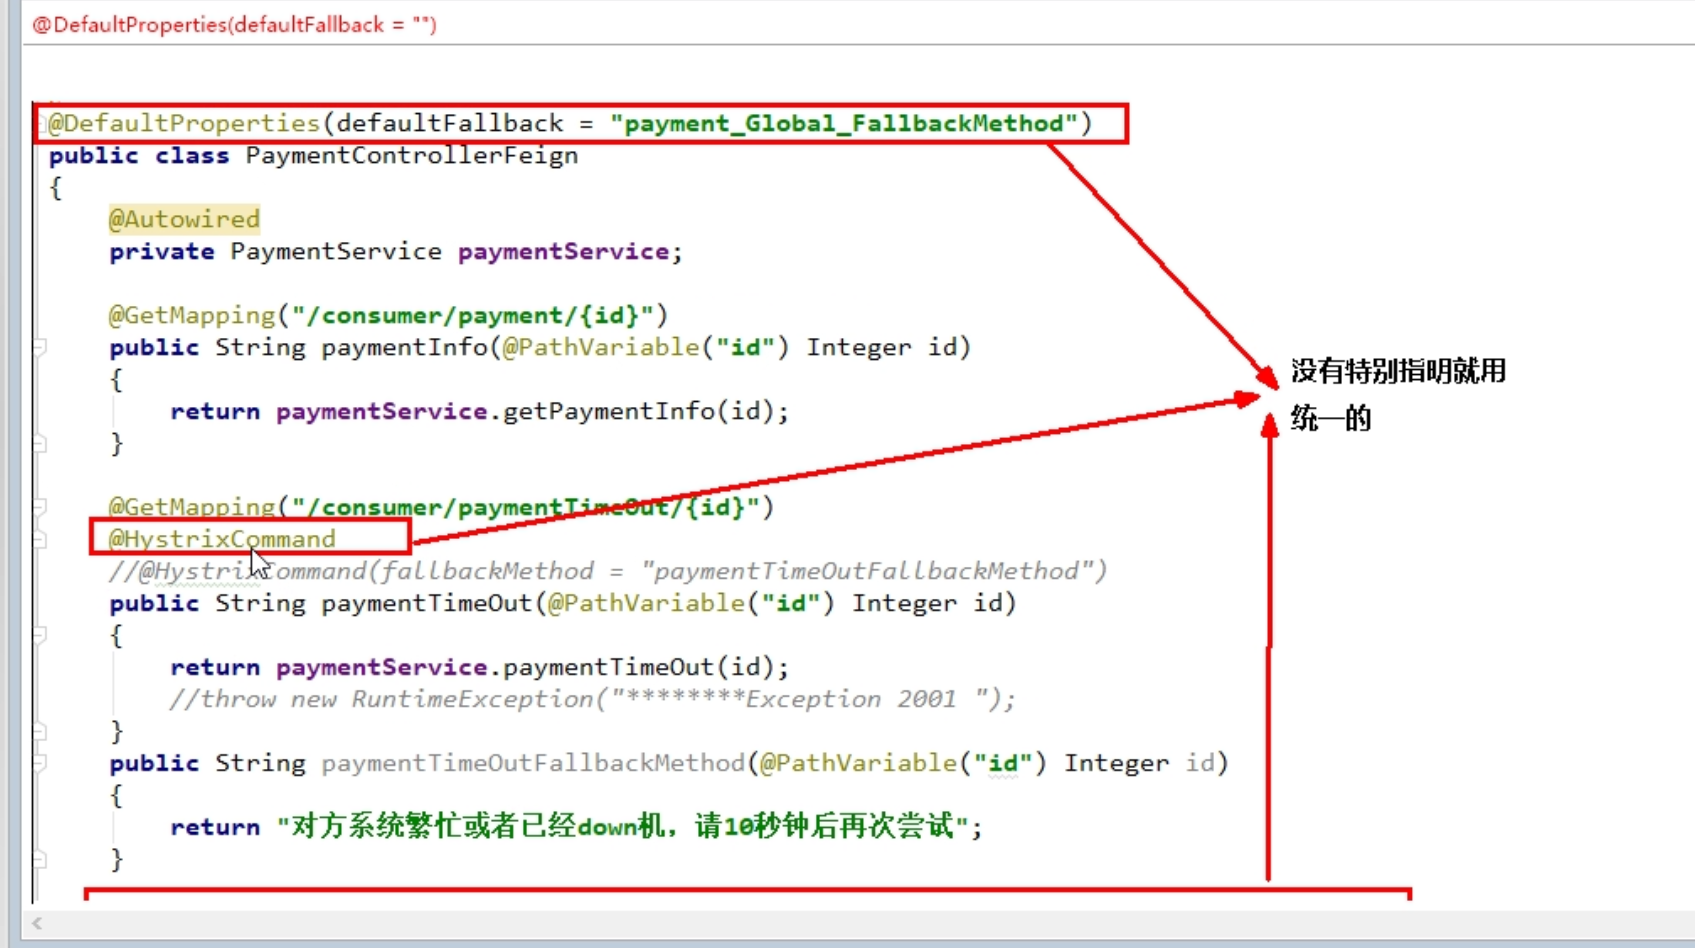 @DefaultProperties(defaultFallback = "")
@DefaultProperties(defaultFallback = "payment_Global_FallbackMethod")
public class PaymentControllerFeign
{
@Autowired
private PaymentService paymentService;
@GetMapping("/consumer/payment/{id}")
public String paymentInfo(@PathVariable("id") Integer id)
{
return paymentService.getPaymentInfo(id);
}
没有特别指明就用
统一的
@GetMapping("/consumer/paymentTimeOut/{id}")
@HystrixCommand
//@HystrixCommand(fallbackMethod = "paymentTimeOutFallbackMethod")
public String paymentTimeOut(@PathVariable("id") Integer id)
{
return paymentService.paymentTimeOut(id);
//throw new RuntimeException("********Exception 2001 ");
}
public String paymentTimeOutFallbackMethod(@PathVariable("id") Integer id)
{
return "对方系统繁忙或者已经down机，请10秒钟后再次尝试";
}